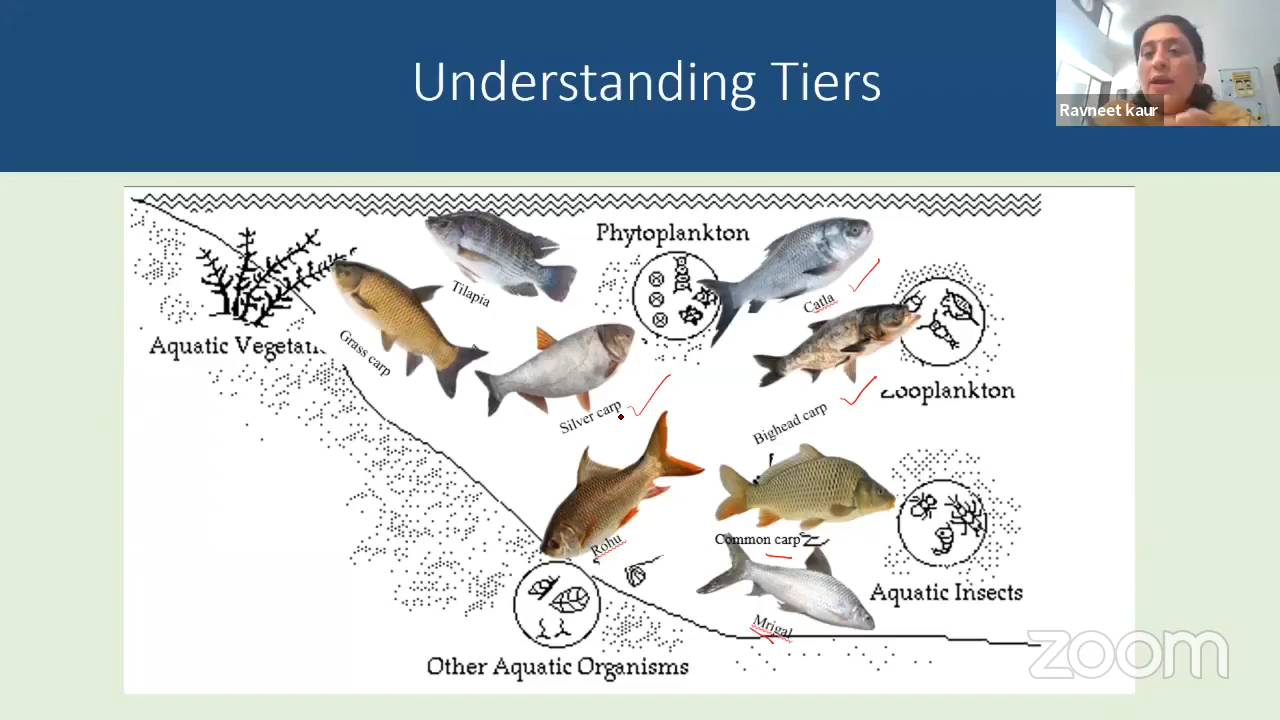 Understanding Tiers
Ravneet kaur
Phytoplankton
Tilapia
Catla
Aquatic Vegetat
Grass carp
Silver carp
Bighead carp
Zooplankton
Rohu
Common carp
Aquatic Insects
Mrigal
Other Aquatic Organisms
zoom